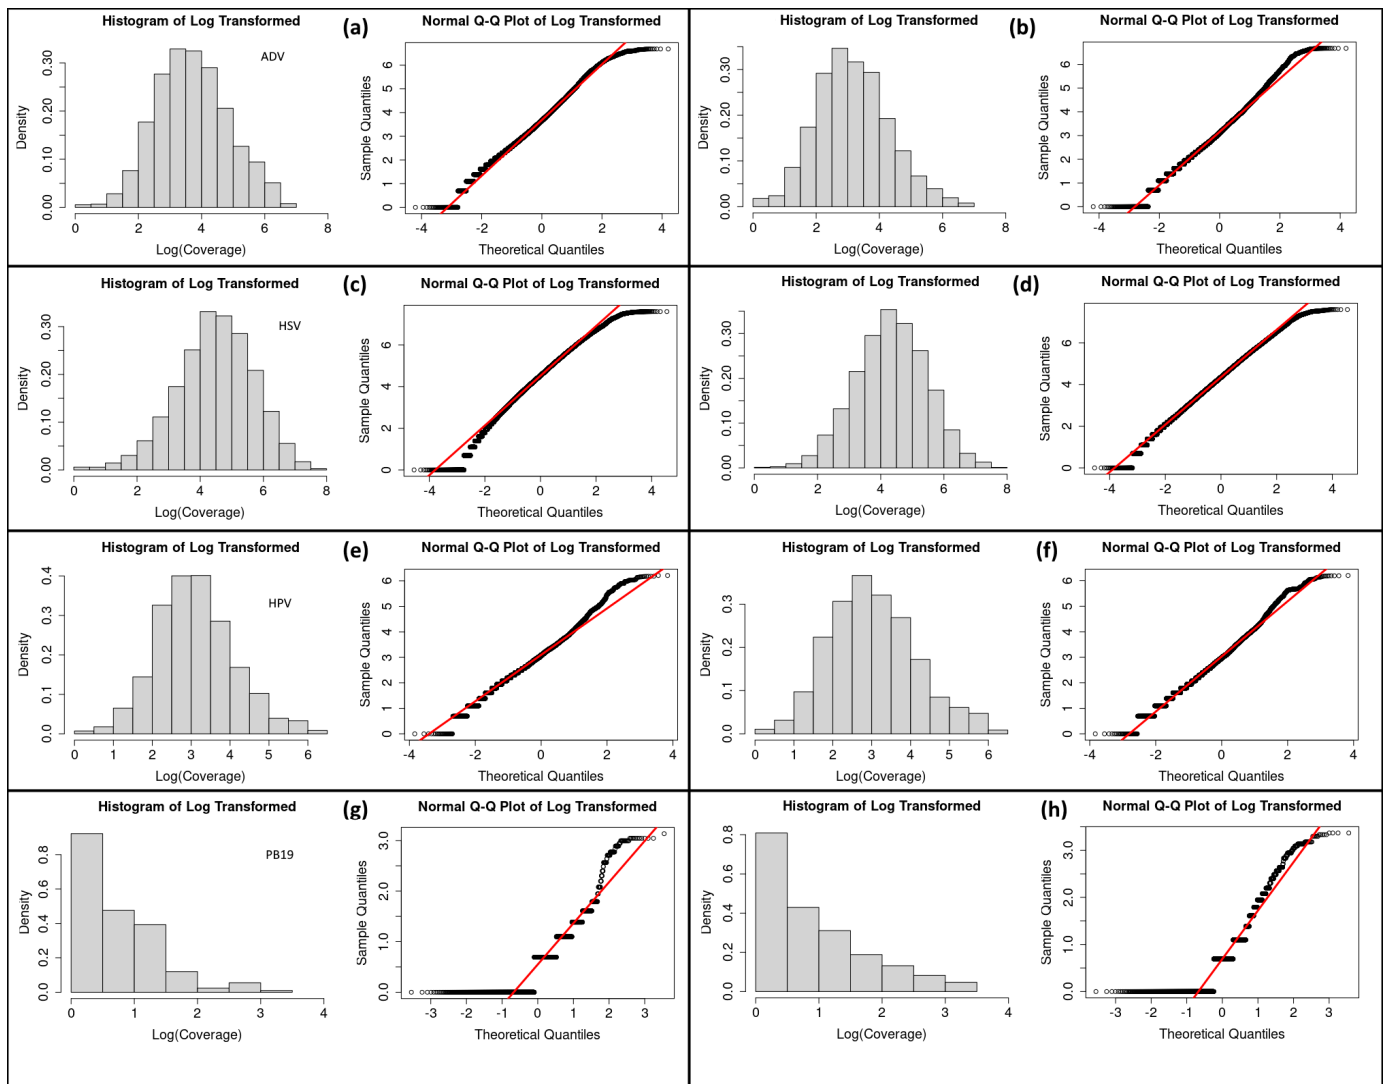 Histogram of Log Transformed (a) Normal Q-Q Plot of Log Transformed
ADV
Density
0.00 0.10 0.20 0.30
0 2 4 6 8
Log(Coverage)
Sample Quantiles
0 1 2 3 4 5 6
-4 -2 0 2 4
Theoretical Quantiles
Histogram of Log Transformed (b) Normal Q-Q Plot of Log Transformed
Density
0.00 0.10 0.20 0.30
0 2 4 6 8
Log(Coverage)
Sample Quantiles
0 1 2 3 4 5 6
-4 -2 0 2 4
Theoretical Quantiles
Histogram of Log Transformed (c) Normal Q-Q Plot of Log Transformed
HSV
Density
0.00 0.10 0.20 0.30
0 2 4 6 8
Log(Coverage)
Sample Quantiles
0 2 4 6
-4 -2 0 2 4
Theoretical Quantiles
Histogram of Log Transformed (d) Normal Q-Q Plot of Log Transformed
Density
0.00 0.10 0.20 0.30
0 2 4 6 8
Log(Coverage)
Sample Quantiles
0 2 4 6
-4 -2 0 2 4
Theoretical Quantiles
Histogram of Log Transformed (e) Normal Q-Q Plot of Log Transformed
HPV
Density
0.0 0.1 0.2 0.3 0.4
0 1 2 3 4 5 6
Log(Coverage)
Sample Quantiles
0 1 2 3 4 5 6
-4 -2 0 2 4
Theoretical Quantiles
Histogram of Log Transformed (f) Normal Q-Q Plot of Log Transformed
Density
0.0 0.1 0.2 0.3
0 1 2 3 4 5 6
Log(Coverage)
Sample Quantiles
0 1 2 3 4 5 6
-4 -2 0 2 4
Theoretical Quantiles
Histogram of Log Transformed (g) Normal Q-Q Plot of Log Transformed
PB19
Density
0.0 0.2 0.4 0.6 0.8
0 1 2 3 4
Log(Coverage)
Sample Quantiles
0.0 1.0 2.0 3.0
-3 -2 -1 0 1 2 3
Theoretical Quantiles
Histogram of Log Transformed (h) Normal Q-Q Plot of Log Transformed
Density
0.0 0.2 0.4 0.6 0.8
0 1 2 3 4
Log(Coverage)
Sample Quantiles
0.0 1.0 2.0 3.0
-3 -2 -1 0 1 2 3
Theoretical Quantiles